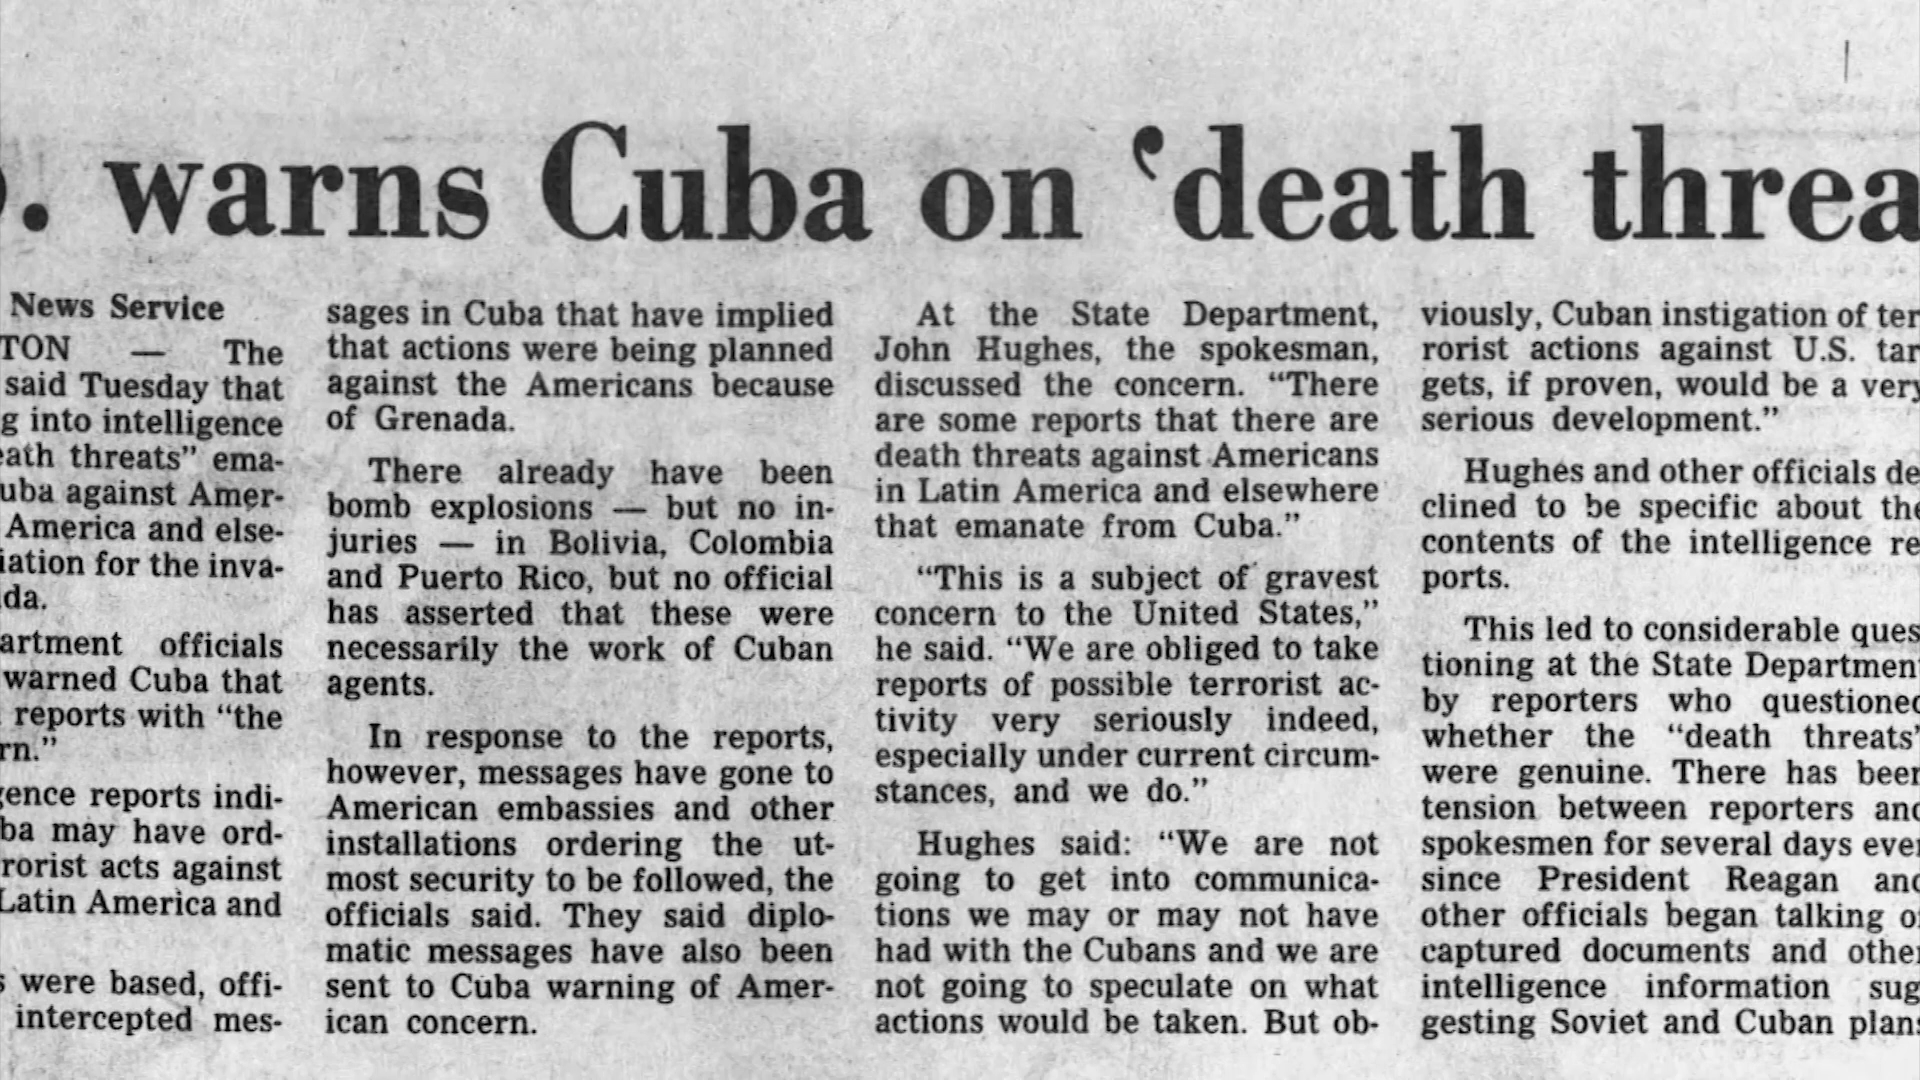 . warns Cuba on ‘death threa
News Service
TON — The
said Tuesday that
g into intelligence
eath threats” ema-
uba against Amer-
America and else-
iation for the inva-
da.
artment officials
warned Cuba that
reports with “the
rn.”
gence reports indi-
ba may have ord-
rorist acts against
Latin America and
s were based, offi-
intercepted mes-
sages in Cuba that have implied
that actions were being planned
against the Americans because
of Grenada.
There already have been
bomb explosions — but no in-
juries — in Bolivia, Colombia
and Puerto Rico, but no official
has asserted that these were
necessarily the work of Cuban
agents.
In response to the reports,
however, messages have gone to
American embassies and other
installations ordering the ut-
most security to be followed, the
officials said. They said diplo-
matic messages have also been
sent to Cuba warning of Amer-
ican concern.
At the State Department,
John Hughes, the spokesman,
discussed the concern. “There
are some reports that there are
death threats against Americans
in Latin America and elsewhere
that emanate from Cuba.”
“This is a subject of gravest
concern to the United States,”
he said. “We are obliged to take
reports of possible terrorist ac-
tivity very seriously indeed,
especially under current circum-
stances, and we do.”
Hughes said: “We are not
going to get into communica-
tions we may or may not have
had with the Cubans and we are
not going to speculate on what
actions would be taken. But ob-
viously, Cuban instigation of ter
rorist actions against U.S. tar
gets, if proven, would be a very
serious development.”
Hughes and other officials de
clined to be specific about the
contents of the intelligence re
ports.
This led to considerable ques
tioning at the State Department
by reporters who questioned
whether the “death threats”
were genuine. There has been
tension between reporters and
spokesmen for several days ever
since President Reagan and
other officials began talking of
captured documents and other
intelligence information sug
gesting Soviet and Cuban plans